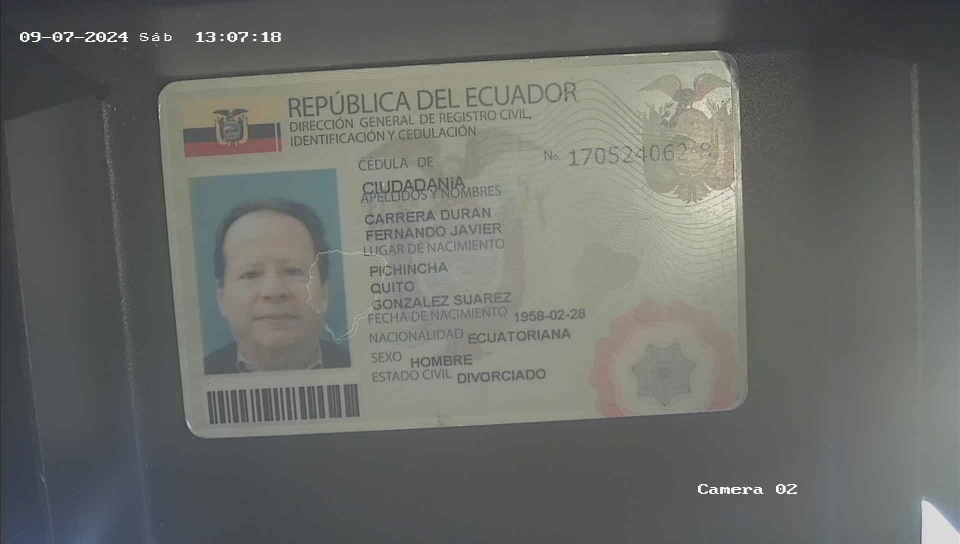 09-07-2024 Sáb 13:07:18
REPÚBLICA DEL ECUADOR
DIRECCIÓN GENERAL DE REGISTRO CIVIL,
IDENTIFICACIÓN Y CEDULACIÓN
CÉDULA DE
No. 170524062-8
CIUDADANíA
APELLIDOS Y NOMBRES
CARRERA DURAN
FERNANDO JAVIER
LUGAR DE NACIMIENTO
PICHINCHA
QUITO
GONZALEZ SUAREZ
FECHA DE NACIMIENTO 1958-02-28
NACIONALIDAD ECUATORIANA
SEXO HOMBRE
ESTADO CIVIL DIVORCIADO
Camera 02